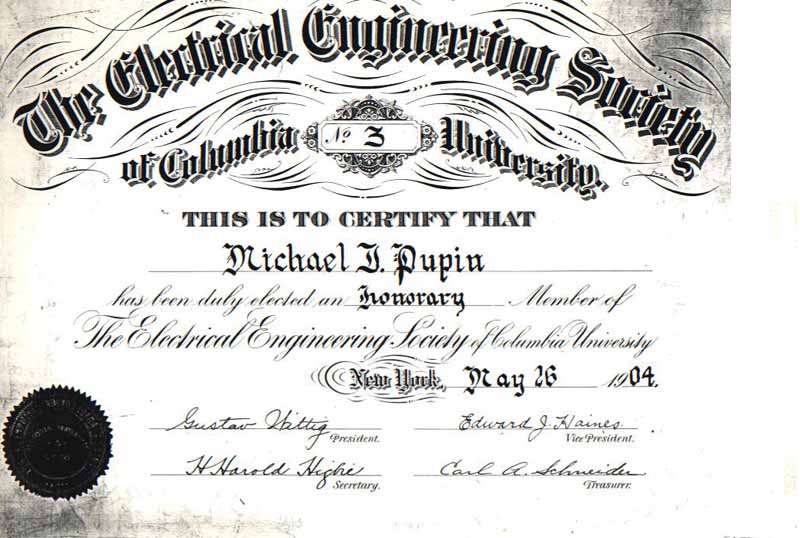 The Electrical Engineering Society
of Columbia No 3 University.
THIS IS TO CERTIFY THAT
Michael I. Pupin
has been duly elected an Honorary Member of
The Electrical Engineering Society of Columbia University
New York, May 26 1904.
Gustav Wittig Edward J. Haines.
President. Vice President.
H Harold Carl A. Schneider
Secretary. Treasurer.